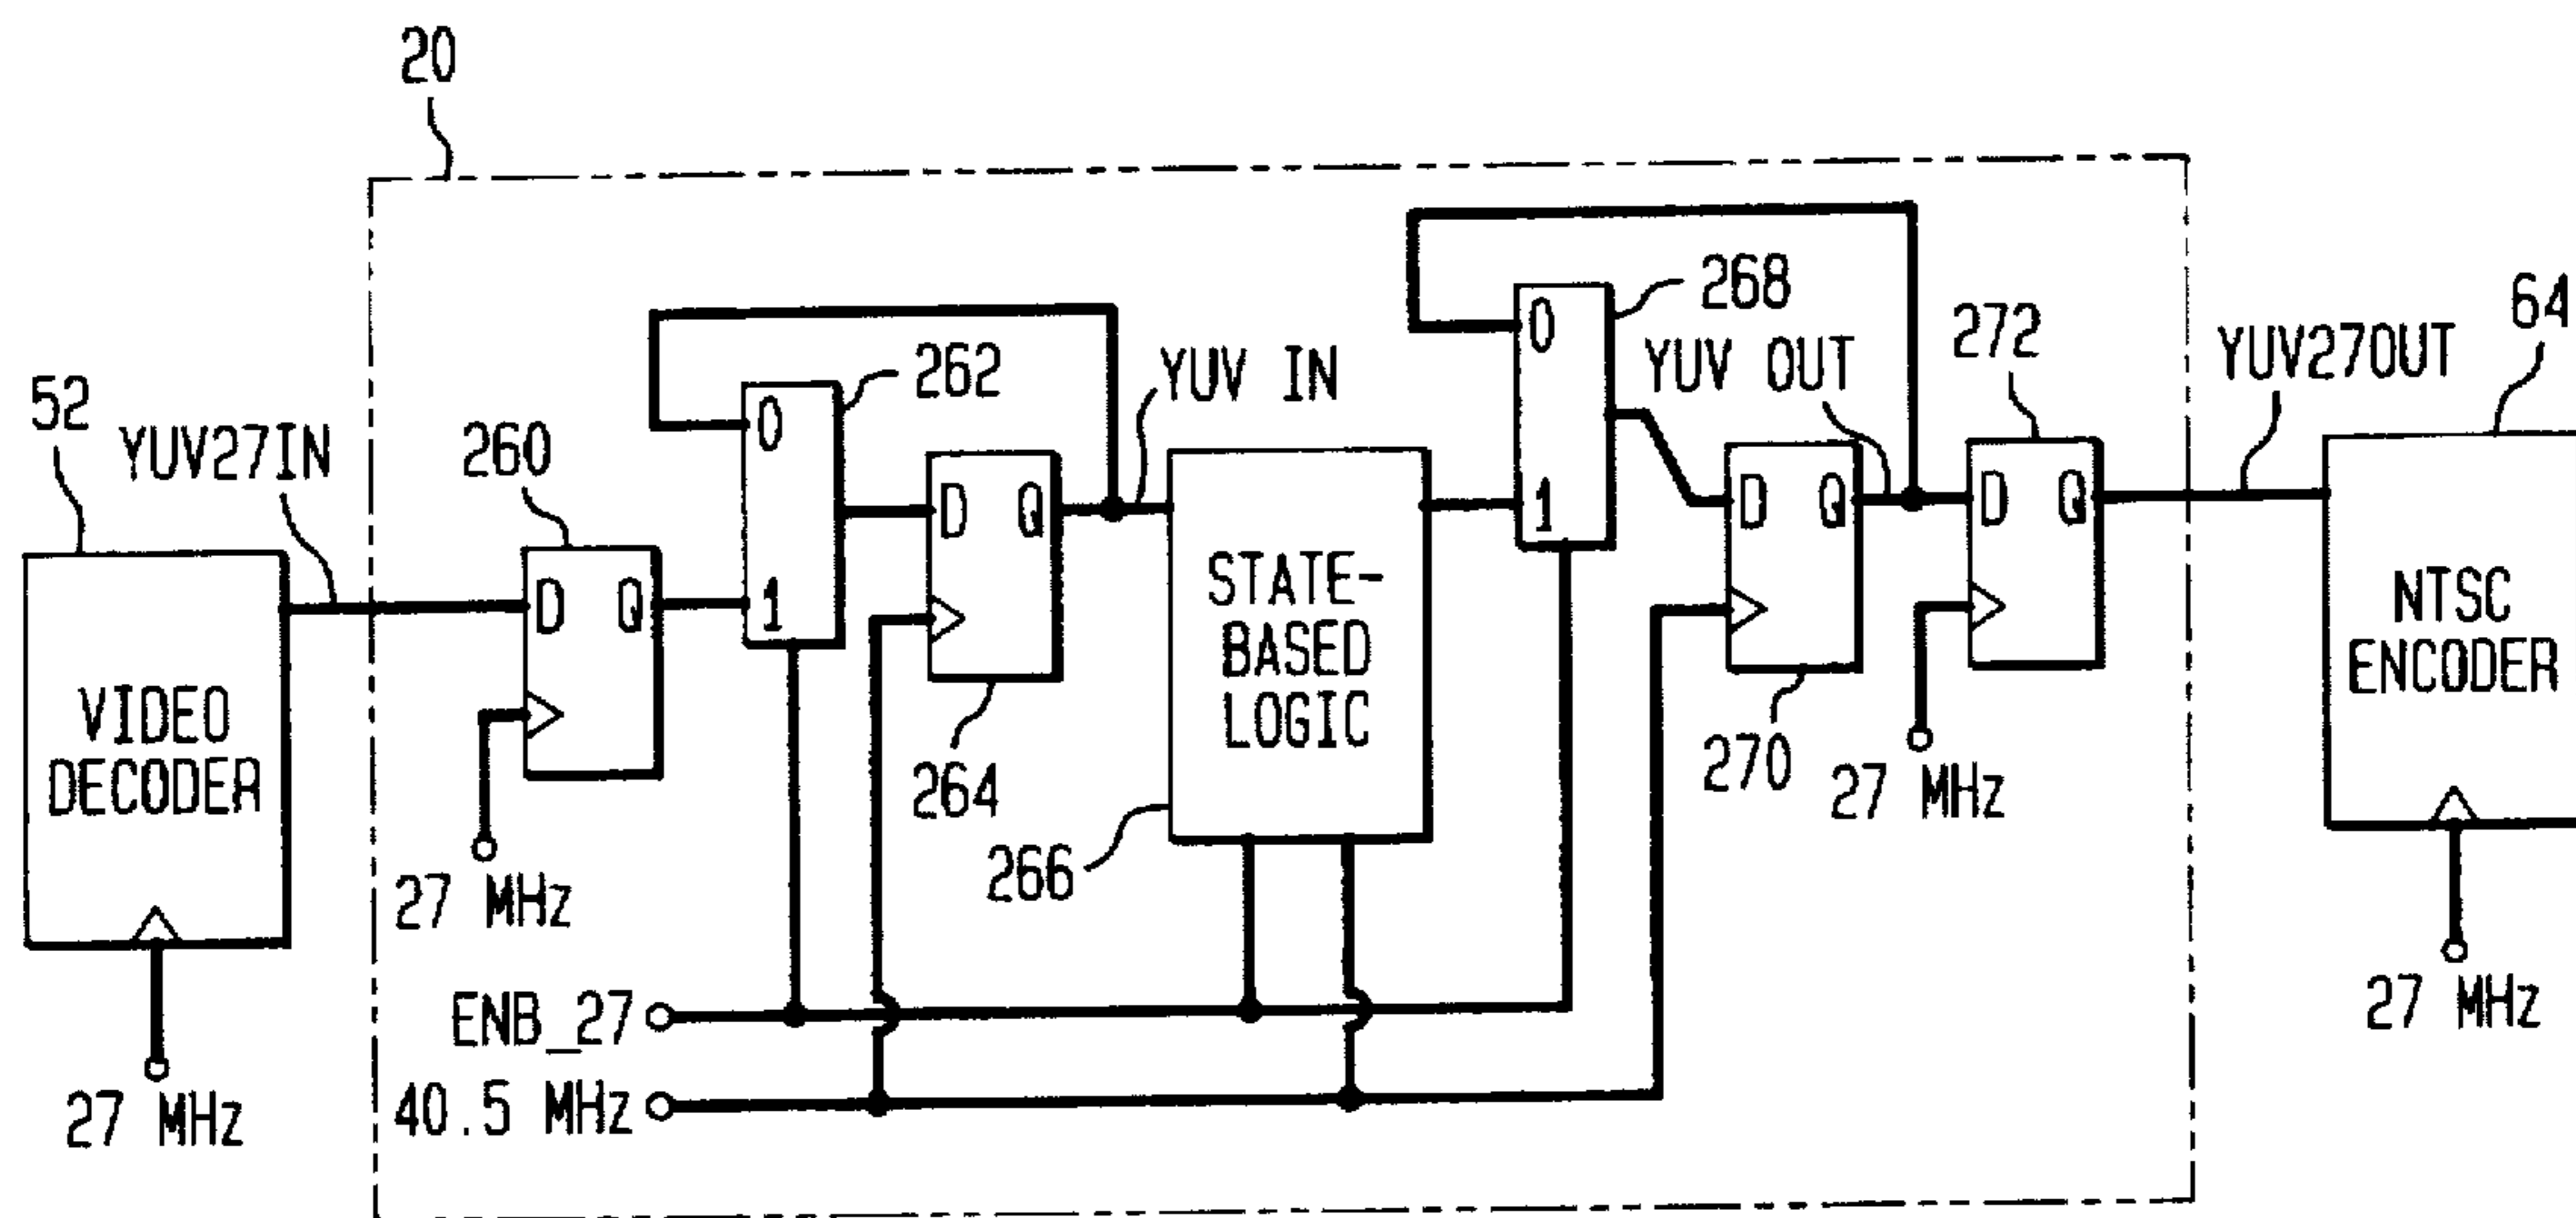 20
52
YUV27IN
260
D Q
27 MHz
262
0
1
264
D Q
YUV IN
266
STATE-
BASED
LOGIC
268
0
1
YUV OUT
270
D Q
272
D Q
27 MHz
YUV27OUT
64
NTSC
ENCODER
27 MHz
VIDEO
DECODER
27 MHz
ENB_27
40.5 MHz